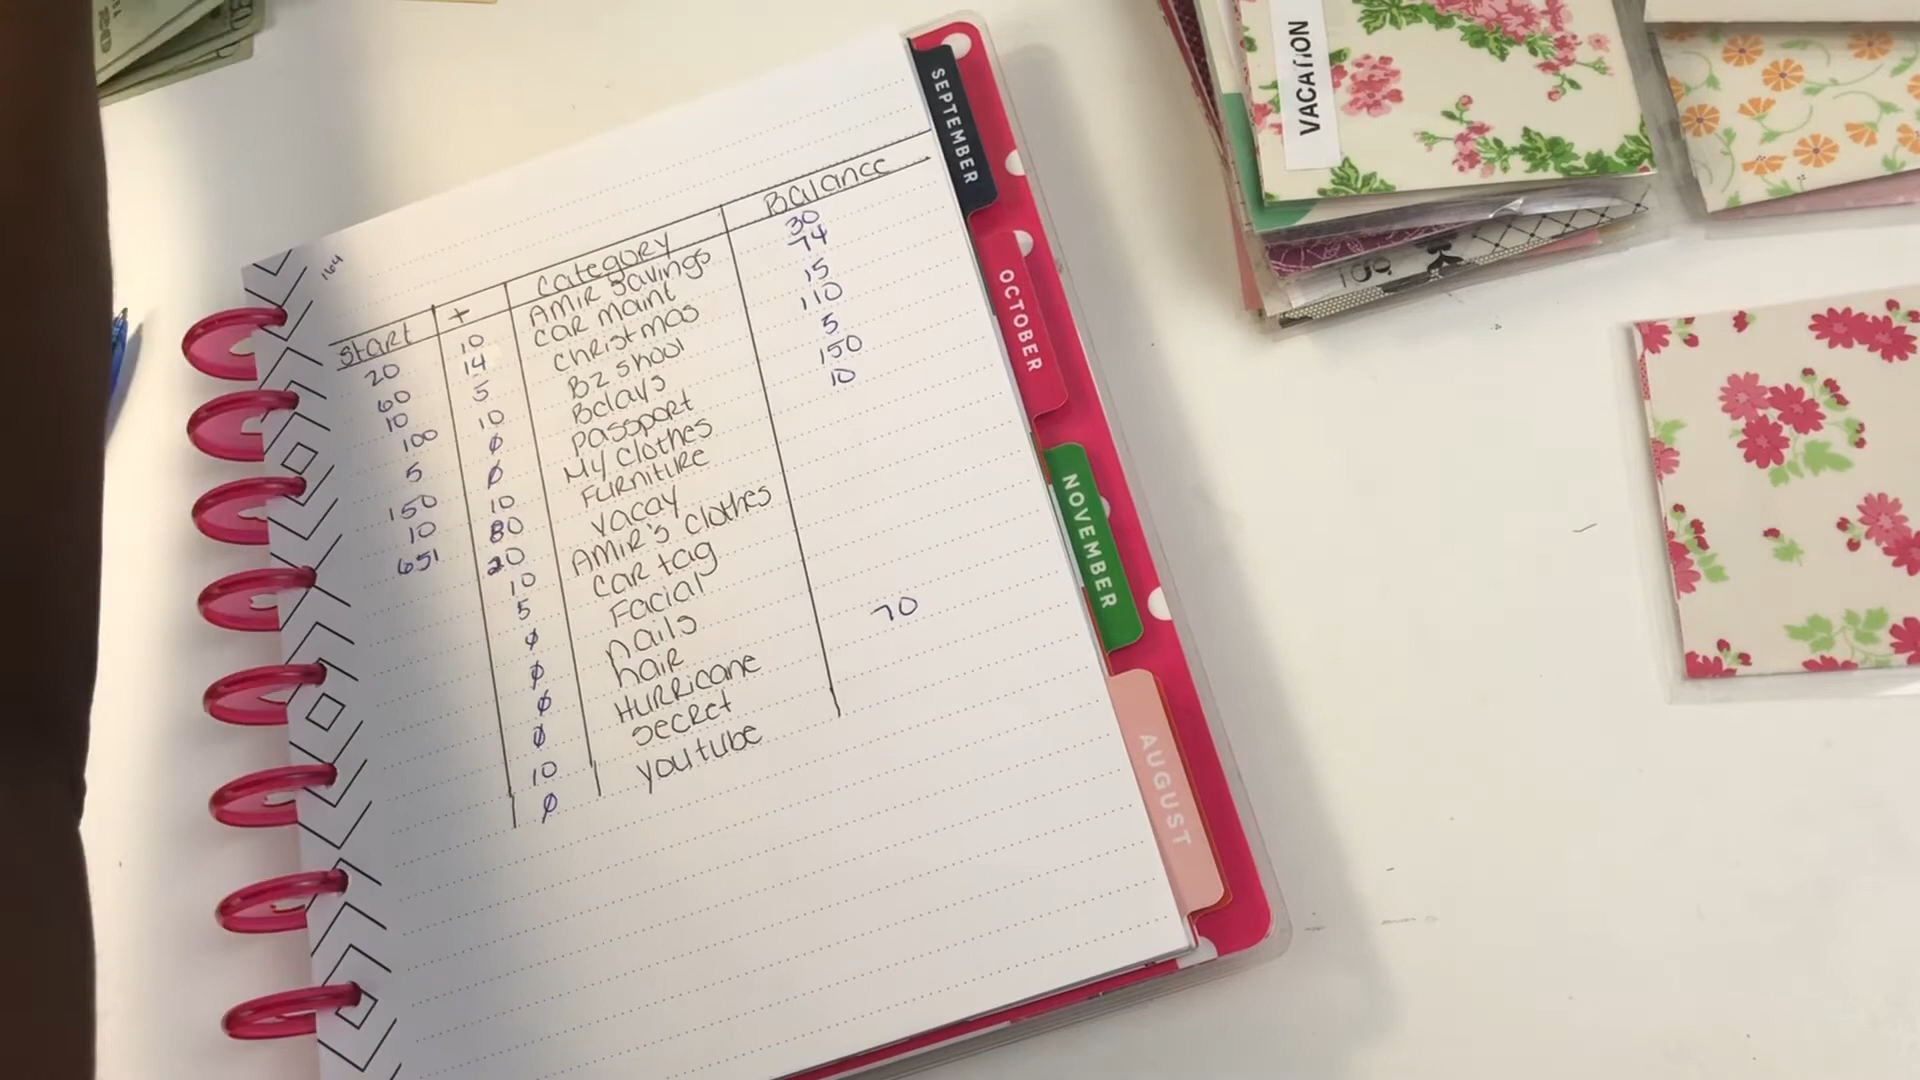 164
Start + Category Balance
20 10 AMIR Savings 30
60 14 CAR Maint 74
10 5 Christmas 15
100 10 BZ Shool 110
5 ∅ Bdays 5
150 ∅ Passport 150
10 10 My Clothes 10
651 80 FURNITURE
20 Vacay
10 AMIR'S Clothes
5 CAR tag
∅ Facial
∅ Nails 70
∅ hair
∅ HURRICANE
10 SECRET
∅ Youtube
SEPTEMBER
OCTOBER
NOVEMBER
AUGUST
VACATION